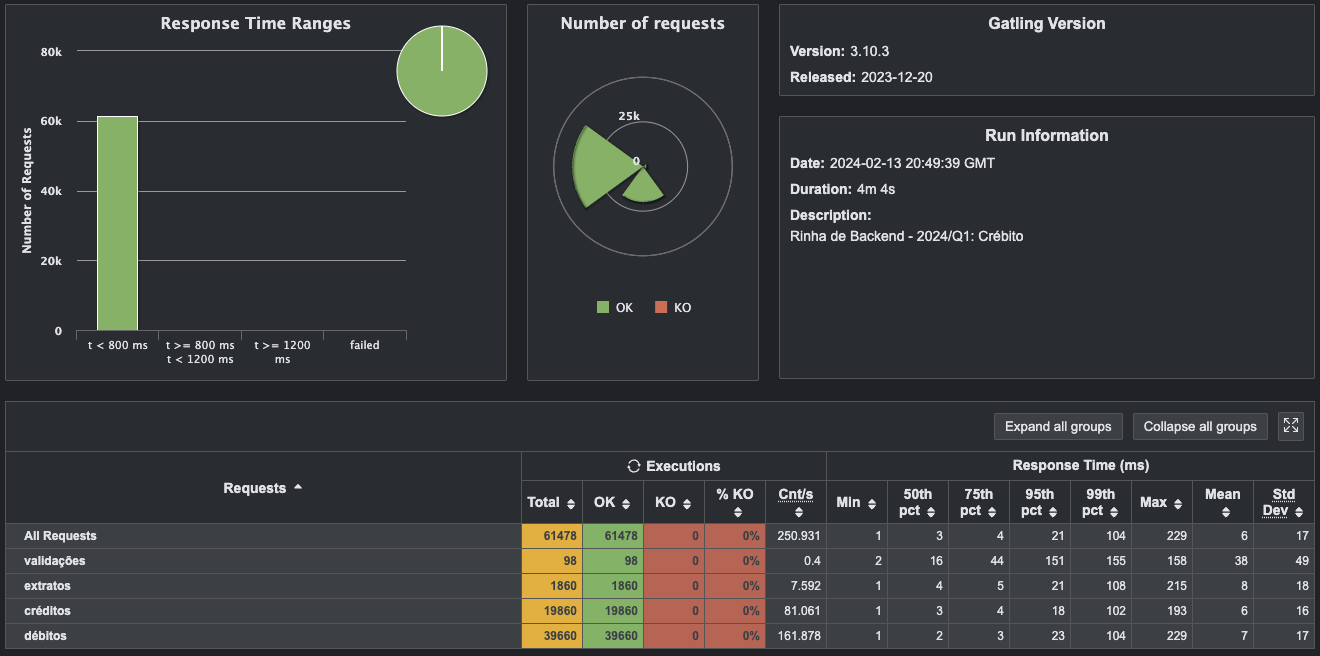 Response Time Ranges
80k
60k
40k
20k
0
Number of Requests
t < 800 ms
t >= 800 ms
t < 1200 ms
t >= 1200
ms
failed
Number of requests
25k
0
OK
KO
Gatling Version
Version: 3.10.3
Released: 2023-12-20
Run Information
Date: 2024-02-13 20:49:39 GMT
Duration: 4m 4s
Description:
Rinha de Backend - 2024/Q1: Crébito
Expand all groups
Collapse all groups
Requests
Executions
Response Time (ms)
Total OK KO % KO Cnt/s Min 50th pct 75th pct 95th pct 99th pct Max Mean Std Dev
All Requests 61478 61478 0 0% 250.931 1 3 4 21 104 229 6 17
validações 98 98 0 0% 0.4 2 16 44 151 155 158 38 49
extratos 1860 1860 0 0% 7.592 1 4 5 21 108 215 8 18
créditos 19860 19860 0 0% 81.061 1 3 4 18 102 193 6 16
débitos 39660 39660 0 0% 161.878 1 2 3 23 104 229 7 17